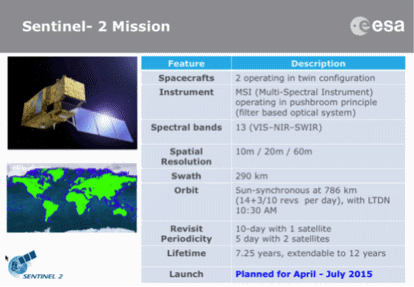 Sentinel- 2 Mission
esa
Feature Description
Spacecrafts 2 operating in twin configuration
Instrument MSI (Multi-Spectral Instrument)
operating in pushbroom principle
(filter based optical system)
Spectral bands 13 (VIS-NIR-SWIR)
Spatial 10m / 20m / 60m
Resolution
Swath 290 km
Orbit Sun-synchronous at 786 km
(14+3/10 revs per day), with LTDN
10:30 AM
Revisit 10-day with 1 satellite
Periodicity 5 day with 2 satellites
Lifetime 7.25 years, extendable to 12 years
Launch Planned for April - July 2015
SENTINEL 2